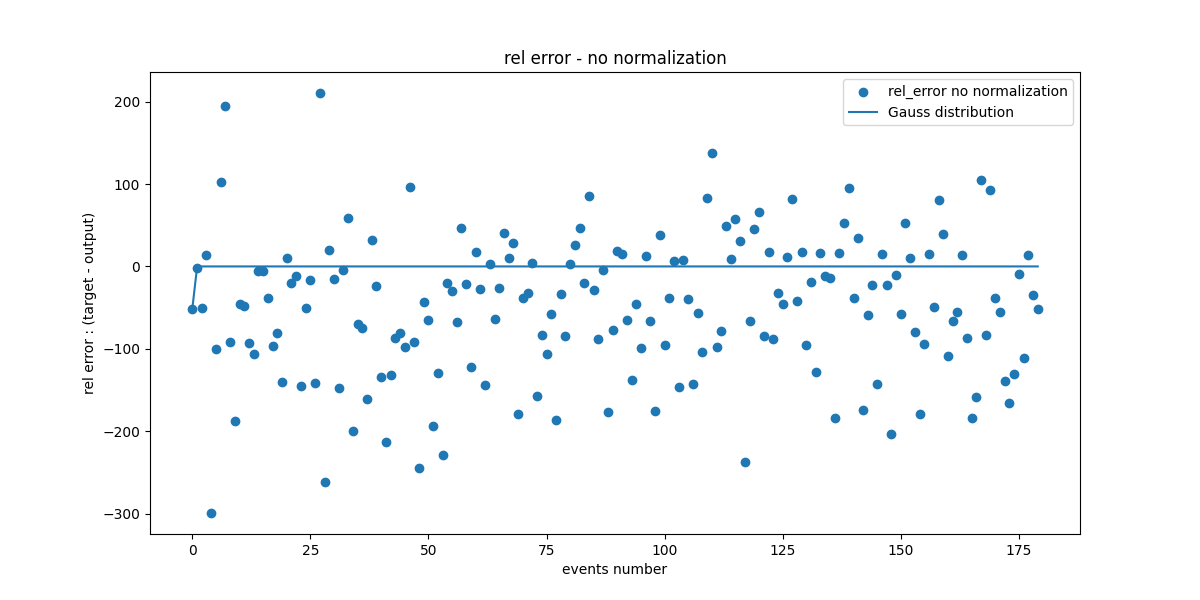 rel error - no normalization
rel_error no normalization
Gauss distribution
rel error : (target - output)
200
100
0
−100
−200
−300
0 25 50 75 100 125 150 175
events number